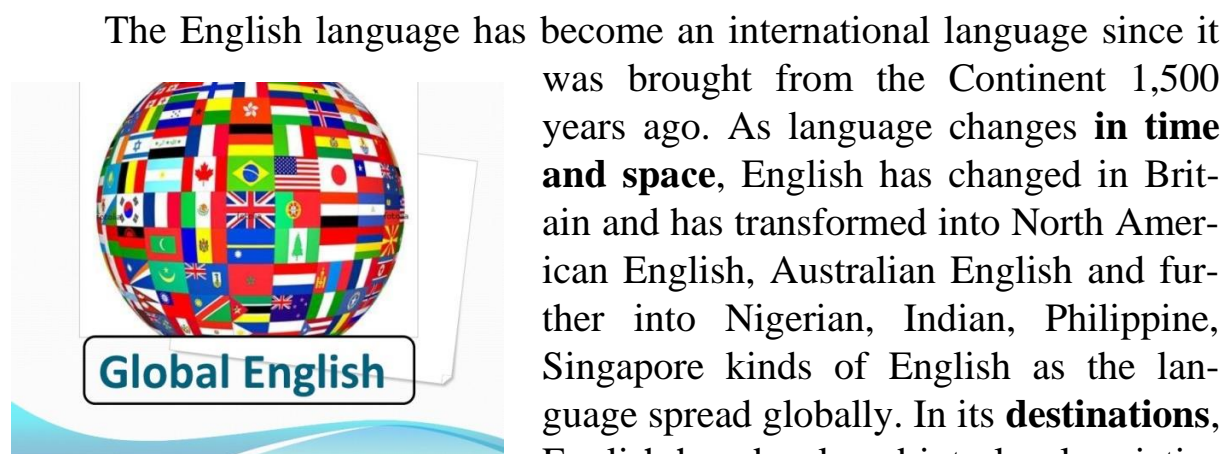 The English language has become an international language since it
was brought from the Continent 1,500
years ago. As language changes in time
and space, English has changed in Brit-
ain and has transformed into North Amer-
ican English, Australian English and fur-
ther into Nigerian, Indian, Philippine,
Singapore kinds of English as the lan-
guage spread globally. In its destinations,
Global English